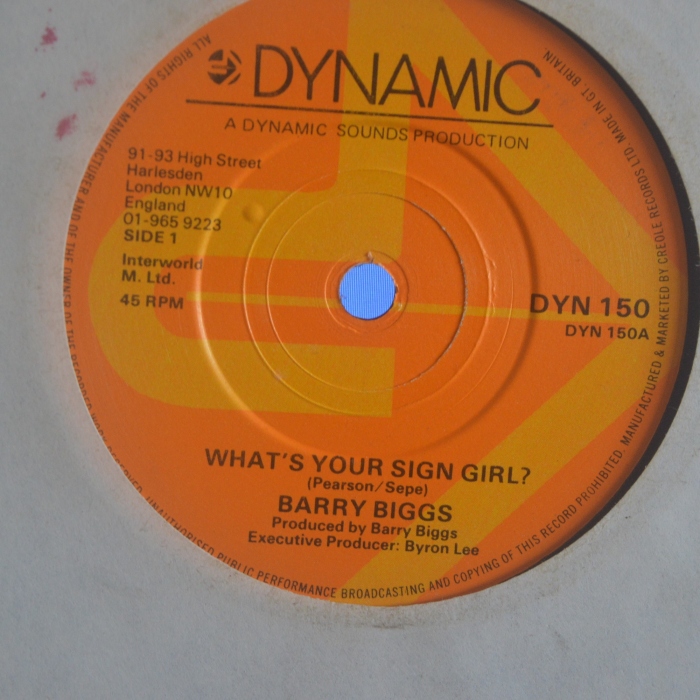 DYNAMIC
A DYNAMIC SOUNDS PRODUCTION
91-93 High Street
Harlesden
London NW10
England
01-965 9223
SIDE 1
Interworld
M. Ltd.
45 RPM
DYN 150
DYN 150A
WHAT'S YOUR SIGN GIRL?
(Pearson/Sepe)
BARRY BIGGS
Produced by Barry Biggs
Executive Producer: Byron Lee
ALL RIGHTS OF THE MANUFACTURER AND OF THE OWNER OF THE RECORDED WORK RESERVED. UNAUTHORISED PUBLIC PERFORMANCE BROADCASTING AND COPYING OF THIS RECORD PROHIBITED. MANUFACTURED & MARKETED BY CREOLE RECORDS LTD MADE IN GT BRITAIN